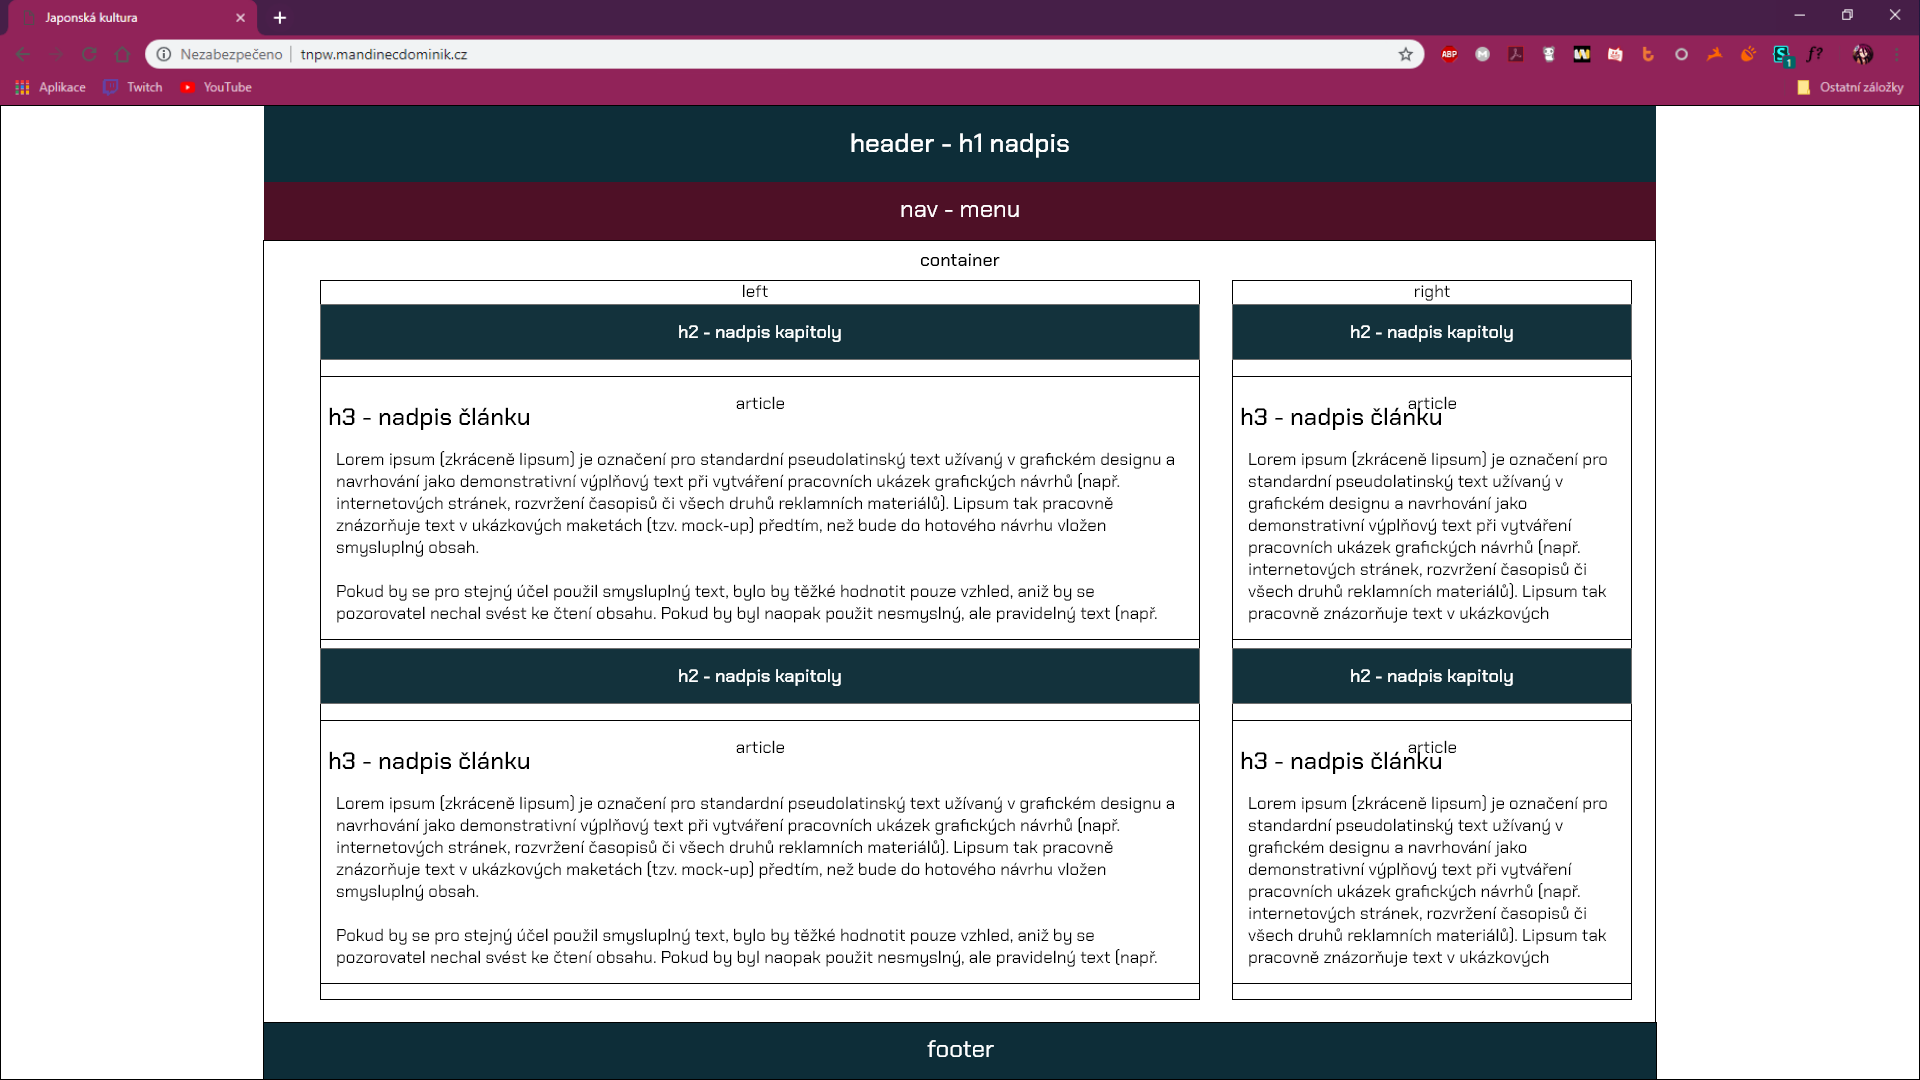 Japonská kultura
Nezabezpečeno | tnpw.mandinecdominik.cz
ABP
1
f?
Aplikace
Twitch
YouTube
Ostatní záložky
header - h1 nadpis
nav - menu
container
left
h2 - nadpis kapitoly
article
h3 - nadpis článku
Lorem ipsum (zkráceně lipsum) je označení pro standardní pseudolatinský text užívaný v grafickém designu a
navrhování jako demonstrativní výplňový text při vytváření pracovních ukázek grafických návrhů (např.
internetových stránek, rozvržení časopisů či všech druhů reklamních materiálů). Lipsum tak pracovně
znázorňuje text v ukázkových maketách (tzv. mock-up) předtím, než bude do hotového návrhu vložen
smysluplný obsah.
Pokud by se pro stejný účel použil smysluplný text, bylo by těžké hodnotit pouze vzhled, aniž by se
pozorovatel nechal svést ke čtení obsahu. Pokud by byl naopak použit nesmyslný, ale pravidelný text (např.
h2 - nadpis kapitoly
article
h3 - nadpis článku
Lorem ipsum (zkráceně lipsum) je označení pro standardní pseudolatinský text užívaný v grafickém designu a
navrhování jako demonstrativní výplňový text při vytváření pracovních ukázek grafických návrhů (např.
internetových stránek, rozvržení časopisů či všech druhů reklamních materiálů). Lipsum tak pracovně
znázorňuje text v ukázkových maketách (tzv. mock-up) předtím, než bude do hotového návrhu vložen
smysluplný obsah.
Pokud by se pro stejný účel použil smysluplný text, bylo by těžké hodnotit pouze vzhled, aniž by se
pozorovatel nechal svést ke čtení obsahu. Pokud by byl naopak použit nesmyslný, ale pravidelný text (např.
right
h2 - nadpis kapitoly
article
h3 - nadpis článku
Lorem ipsum (zkráceně lipsum) je označení pro
standardní pseudolatinský text užívaný v
grafickém designu a navrhování jako
demonstrativní výplňový text při vytváření
pracovních ukázek grafických návrhů (např.
internetových stránek, rozvržení časopisů či
všech druhů reklamních materiálů). Lipsum tak
pracovně znázorňuje text v ukázkových
h2 - nadpis kapitoly
article
h3 - nadpis článku
Lorem ipsum (zkráceně lipsum) je označení pro
standardní pseudolatinský text užívaný v
grafickém designu a navrhování jako
demonstrativní výplňový text při vytváření
pracovních ukázek grafických návrhů (např.
internetových stránek, rozvržení časopisů či
všech druhů reklamních materiálů). Lipsum tak
pracovně znázorňuje text v ukázkových
footer